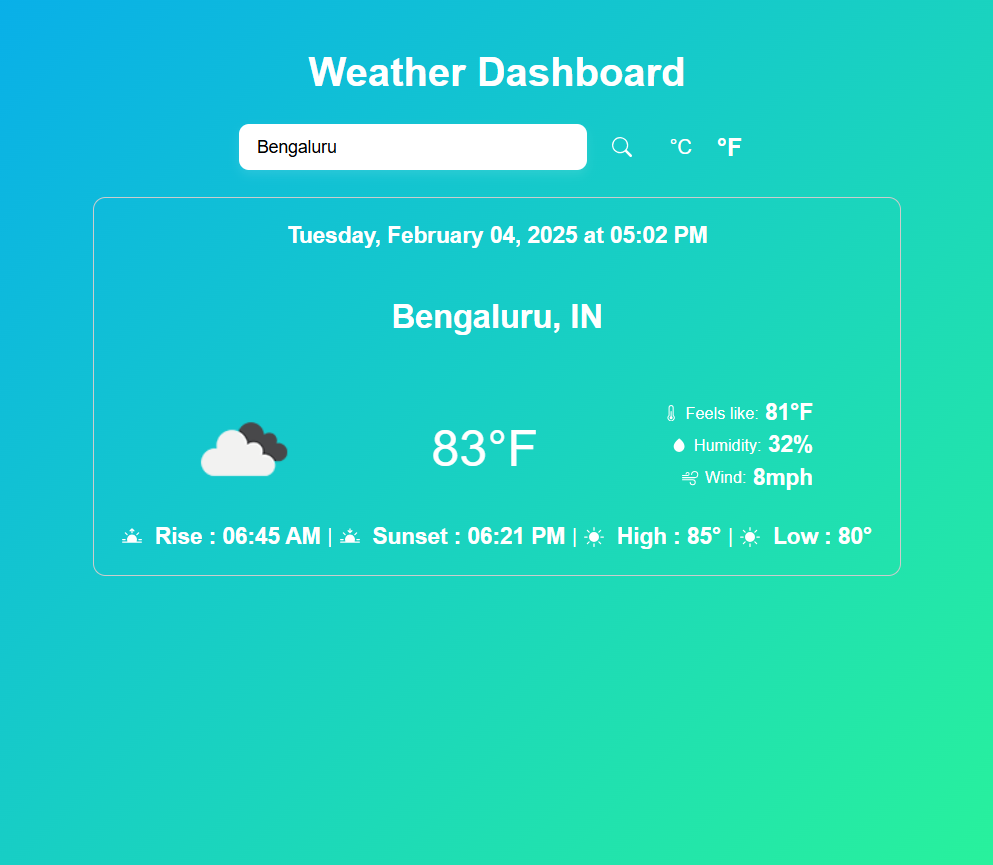 Weather Dashboard
Bengaluru °C °F
Tuesday, February 04, 2025 at 05:02 PM
Bengaluru, IN
Feels like: 81°F
83°F
Humidity: 32%
Wind: 8mph
Rise : 06:45 AM | Sunset : 06:21 PM | High : 85° | Low : 80°